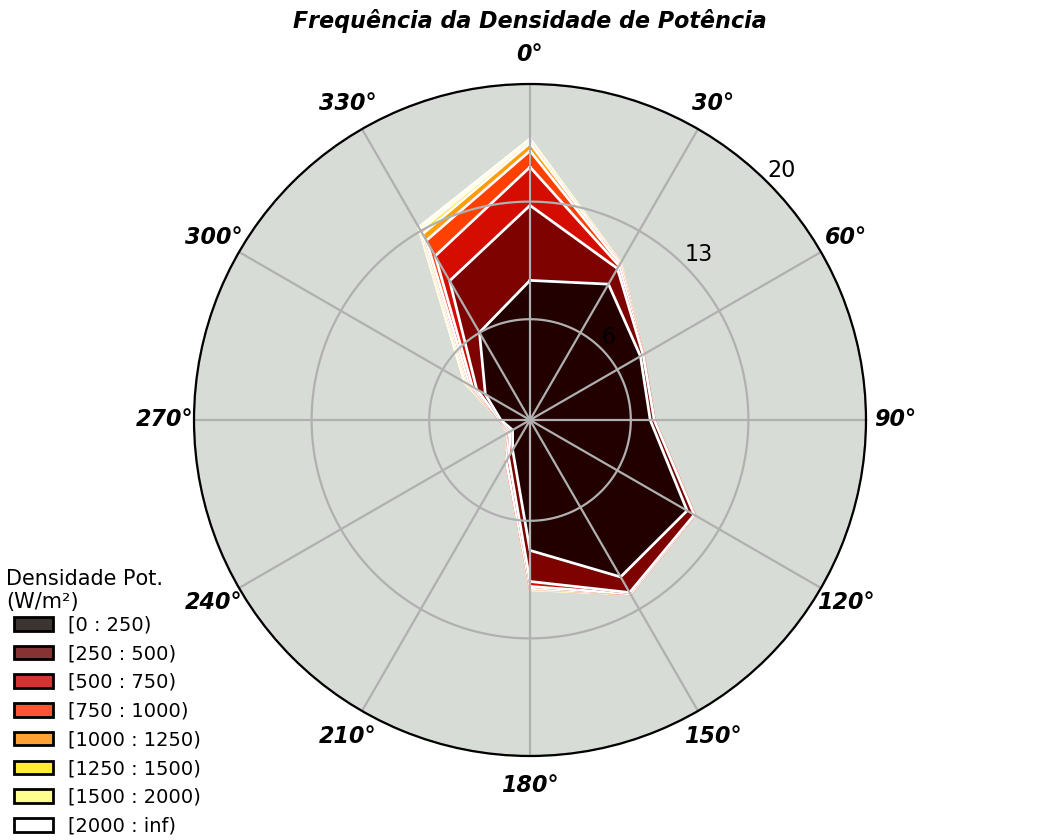 Frequência da Densidade de Potência
0°
330°
30°
20
300°
60°
13
6
270°
90°
240°
120°
210°
150°
180°
Densidade Pot.
(W/m²)
[0 : 250)
[250 : 500)
[500 : 750)
[750 : 1000)
[1000 : 1250)
[1250 : 1500)
[1500 : 2000)
[2000 : inf)